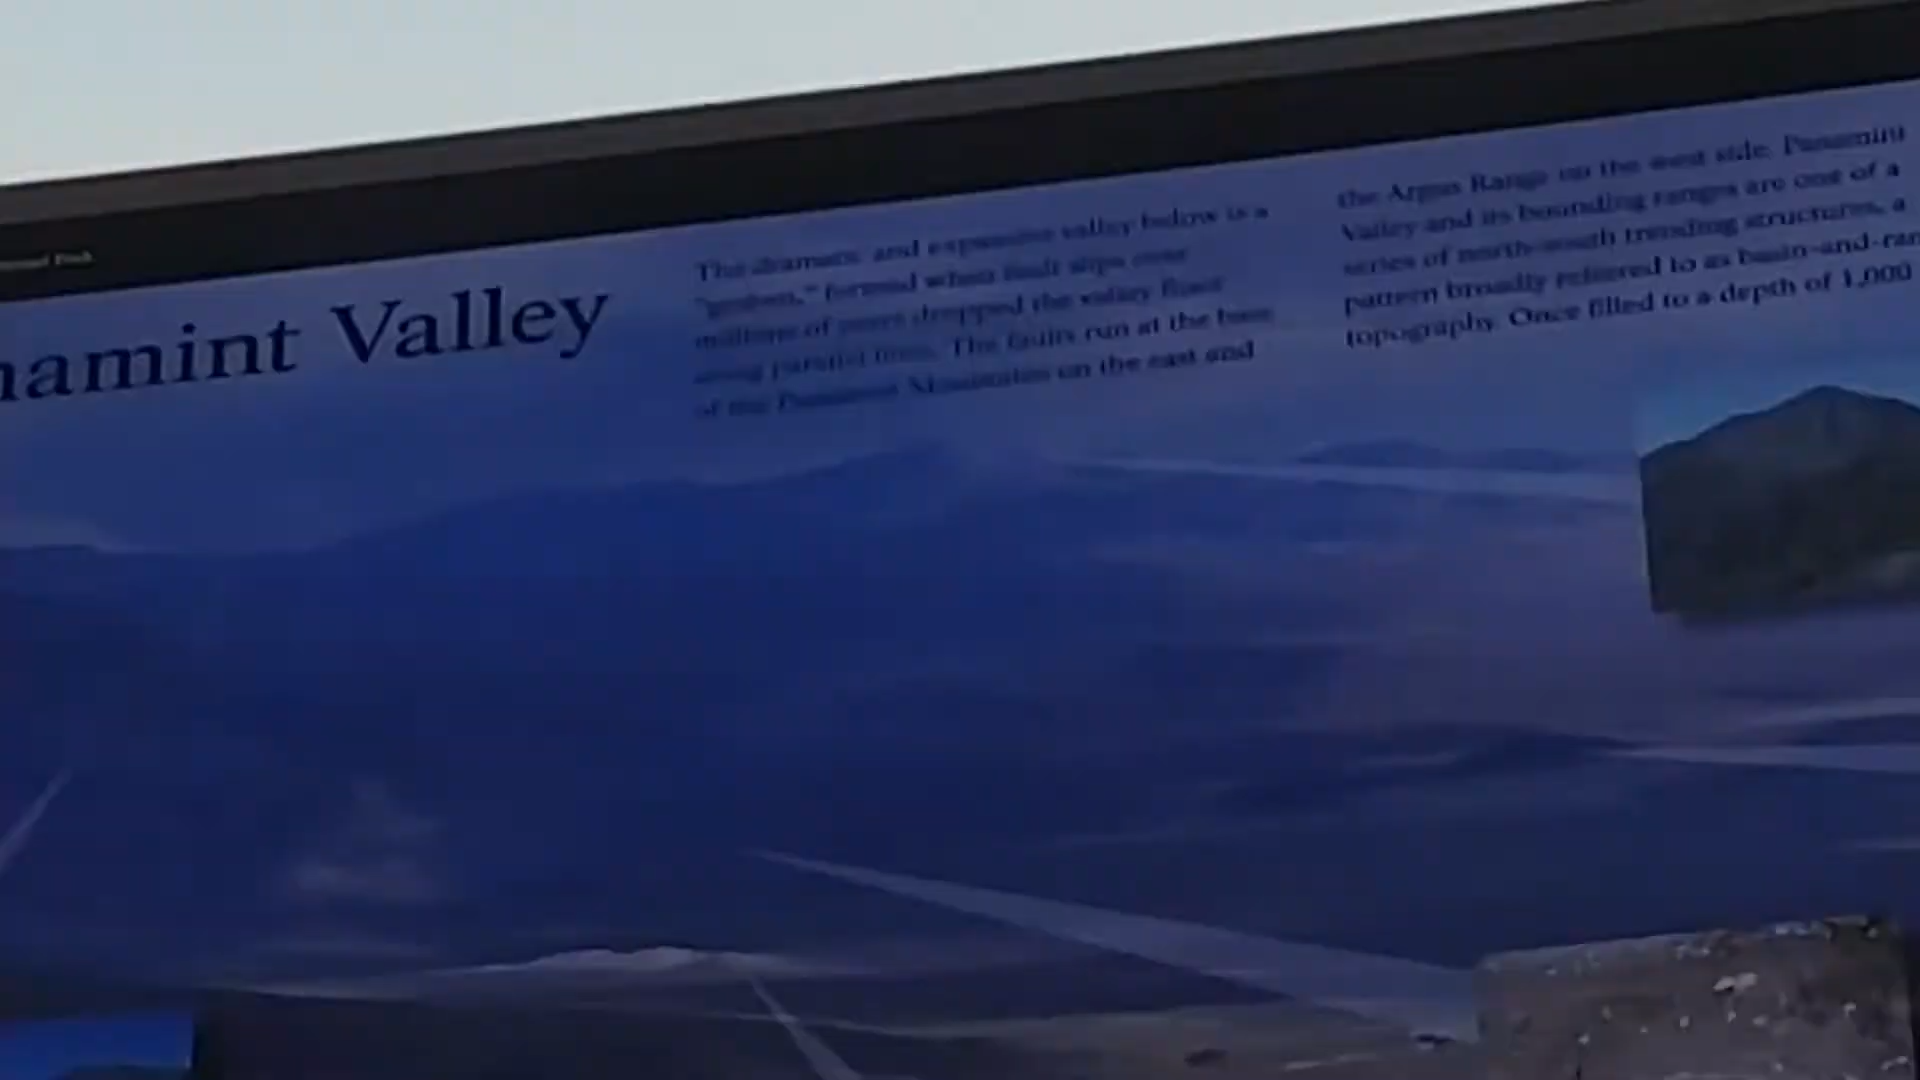 namint Valley
The dramatic and expansive valley below is a
"graben," formed when fault slips over
millions of years dropped the valley floor
along parallel lines. The faults run at the base
of the Panamint Mountains on the east and
the Argus Range on the west side. Panamint
Valley and its bounding ranges are one of a
series of north-south trending structures, a
pattern broadly referred to as basin-and-ran
topography. Once filled to a depth of 1,000